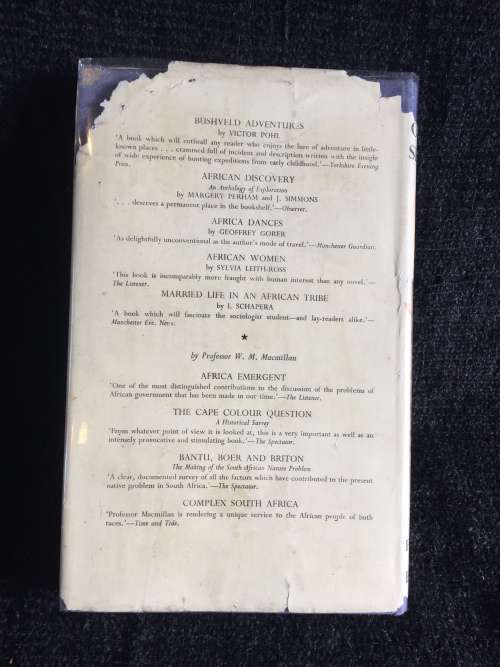 BUSHVELD ADVENTURES
by VICTOR POHL
'A book which will enthrall any reader who enjoys the lure of adventure in little-
known places . . . crammed full of incident and description written with the insight
of wide experience of hunting expeditions from early childhood.'—Yorkshire Evening
Press.
AFRICAN DISCOVERY
An Anthology of Exploration
by MARGERY PERHAM and J. SIMMONS
'. . . deserves a permanent place in the bookshelf.'—Observer.
AFRICA DANCES
by GEOFFREY GORER
'As delightfully unconventional as the author's mode of travel.'—Manchester Guardian.
AFRICAN WOMEN
by SYLVIA LEITH-ROSS
'This book is incomparably more fraught with human interest than any novel.'—
The Listener.
MARRIED LIFE IN AN AFRICAN TRIBE
by I. SCHAPERA
'A book which will fascinate the sociologist student—and lay-readers alike.'—
Manchester Eve. News.
★
by Professor W. M. Macmillan
AFRICA EMERGENT
'One of the most distinguished contributions to the discussion of the problems of
African government that has been made in our time.'—The Listener.
THE CAPE COLOUR QUESTION
A Historical Survey
'From whatever point of view it is looked at, this is a very important as well as an
intensely provocative and stimulating book.'—The Spectator.
BANTU, BOER AND BRITON
The Making of the South African Native Problem
'A clear, documented survey of all the factors which have contributed to the present
native problem in South Africa.'—The Spectator.
COMPLEX SOUTH AFRICA
'Professor Macmillan is rendering a unique service to the African people of both
races.'—Time and Tide.